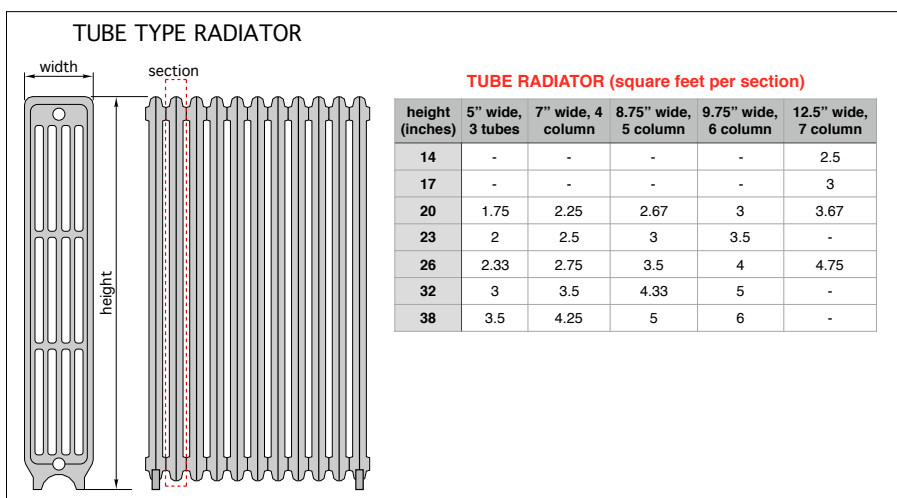 TUBE TYPE RADIATOR
width
section
height
TUBE RADIATOR (square feet per section)
height (inches) 5” wide, 3 tubes 7” wide, 4 column 8.75” wide, 5 column 9.75” wide, 6 column 12.5” wide, 7 column
14 - - - - 2.5
17 - - - - 3
20 1.75 2.25 2.67 3 3.67
23 2 2.5 3 3.5 -
26 2.33 2.75 3.5 4 4.75
32 3 3.5 4.33 5 -
38 3.5 4.25 5 6 -